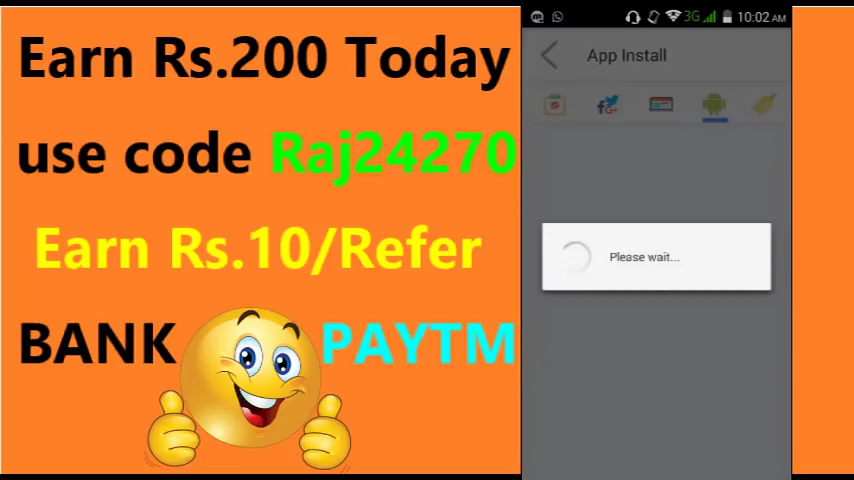 Earn Rs.200 Today
use code Raj24270
Earn Rs.10/Refer
BANK PAYTM
3G 10:02 AM
App Install
Please wait...